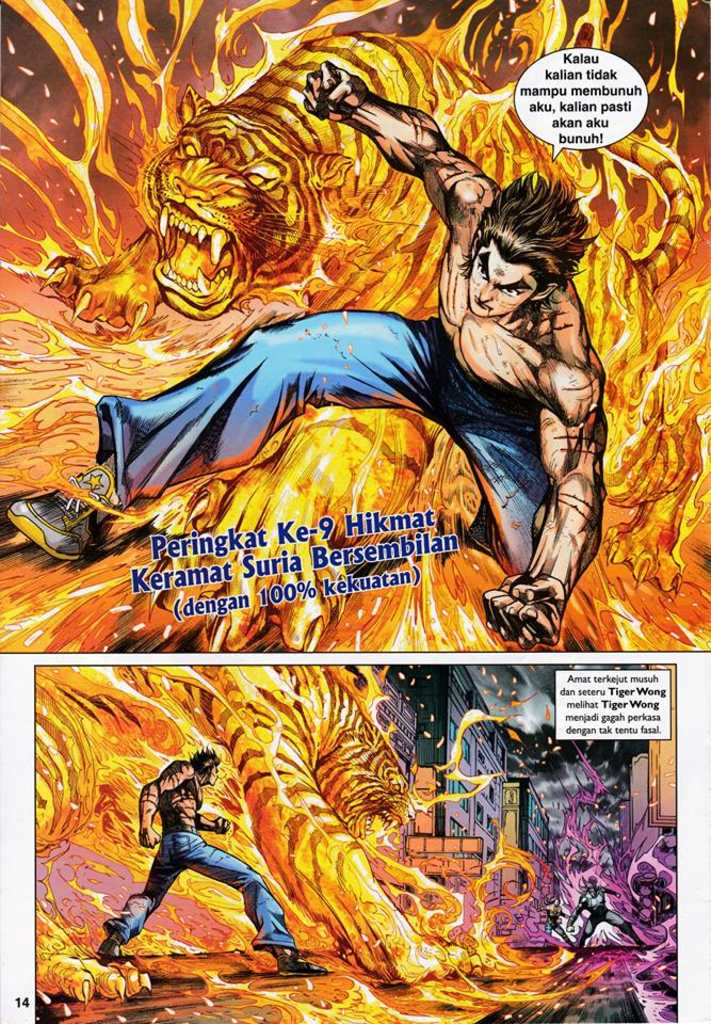 Kalau
kalian tidak
mampu membunuh
aku, kalian pasti
akan aku
bunuh!
Peringkat Ke-9 Hikmat
Keramat Suria Bersembilan
(dengan 100% kekuatan)
Amat terkejut musuh
dan seteru Tiger Wong
melihat Tiger Wong
menjadi gagah perkasa
dengan tak tentu fasal.
14